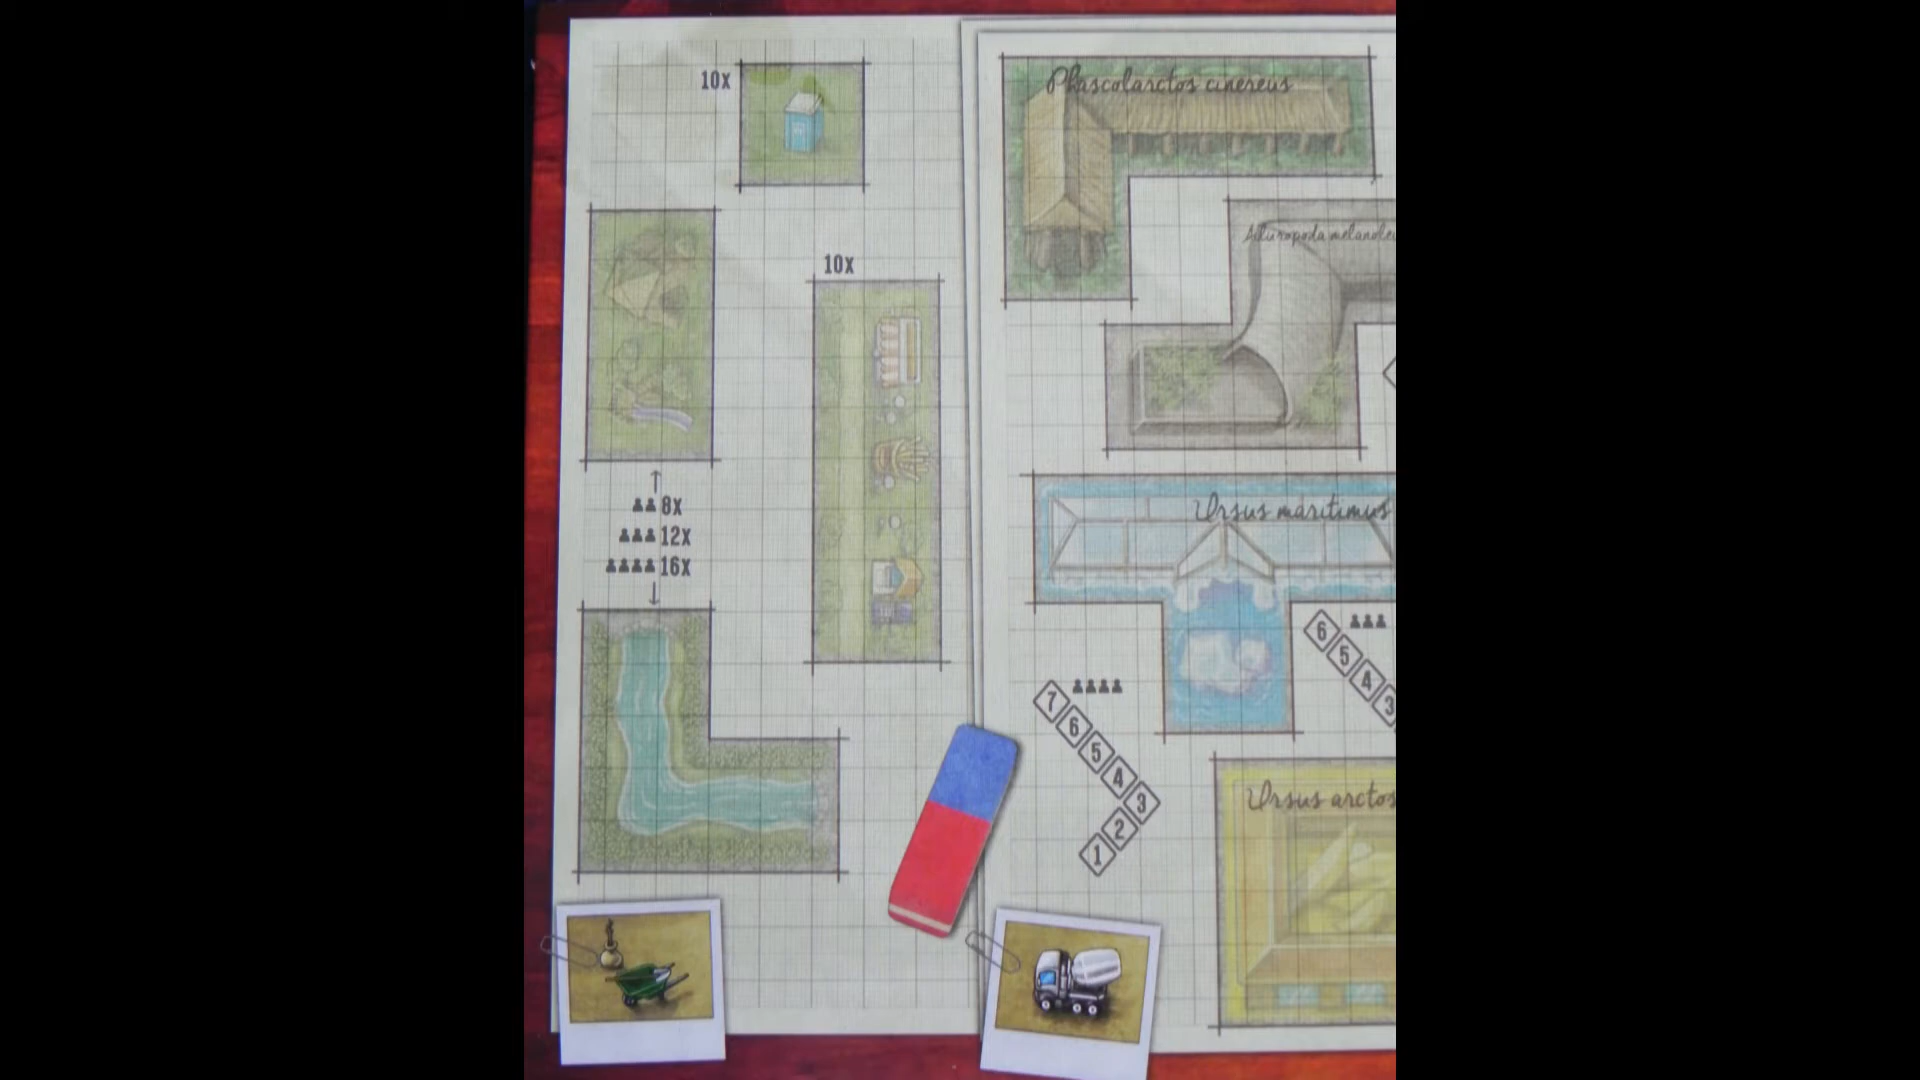 10x
10x
8x
12x
16x
Phascolarctos cinereus
Ailuropoda
Ursus maritimus
6
5
4
3
7
6
5
4
3
2
1
Ursus arctos